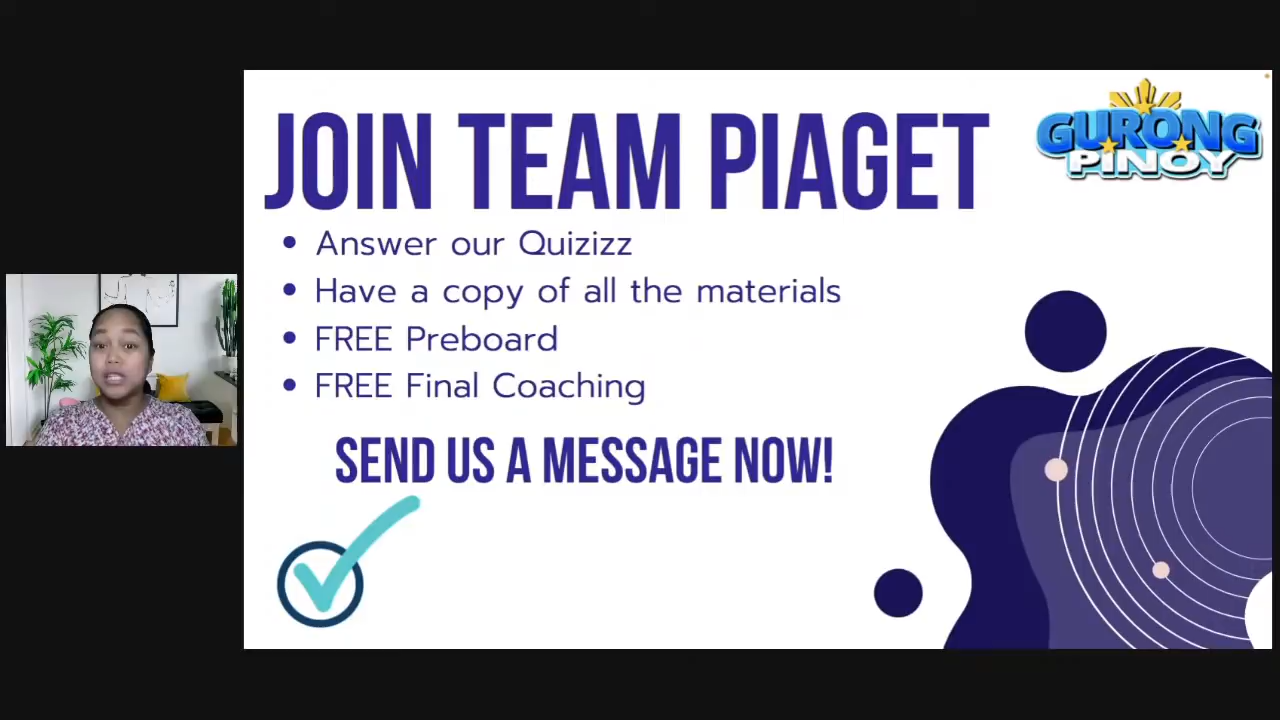 JOIN TEAM PIAGET
GURONG
PINOY
• Answer our Quizizz
• Have a copy of all the materials
• FREE Preboard
• FREE Final Coaching
SEND US A MESSAGE NOW!